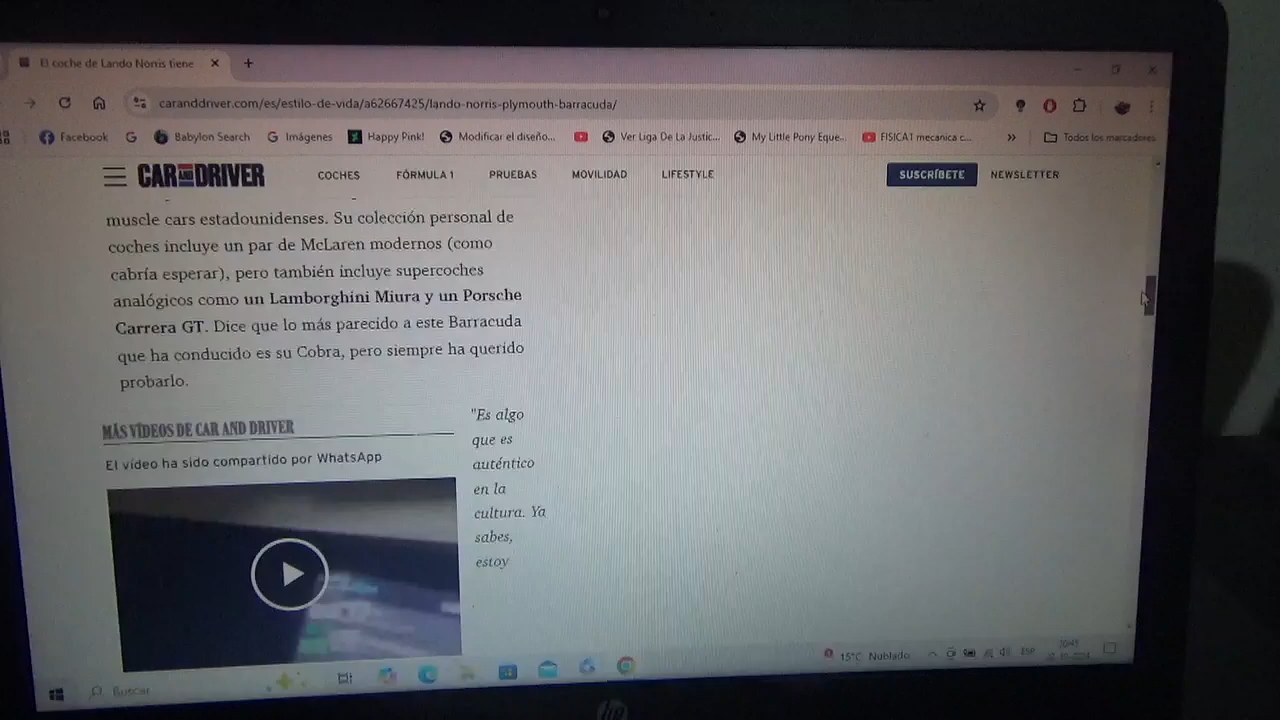 El coche de Lando Norris tiene
caranddriver.com/es/estilo-de-vida/a62667425/lando-norris-plymouth-barracuda/
Facebook G Babylon Search G Imágenes Happy Pink! Modificar el diseño... Ver Liga De La Justic... My Little Pony Eque... FISICA1 mecanica c... » Todos los marcadores
CAR AND DRIVER COCHES FÓRMULA 1 PRUEBAS MOVILIDAD LIFESTYLE SUSCRÍBETE NEWSLETTER
muscle cars estadounidenses. Su colección personal de
coches incluye un par de McLaren modernos (como
cabría esperar), pero también incluye supercoches
analógicos como un Lamborghini Miura y un Porsche
Carrera GT. Dice que lo más parecido a este Barracuda
que ha conducido es su Cobra, pero siempre ha querido
probarlo.
MÁS VÍDEOS DE CAR AND DRIVER
El vídeo ha sido compartido por WhatsApp
"Es algo
que es
auténtico
en la
cultura. Ya
sabes,
estoy
15°C Nublado ESP
Buscar
hp